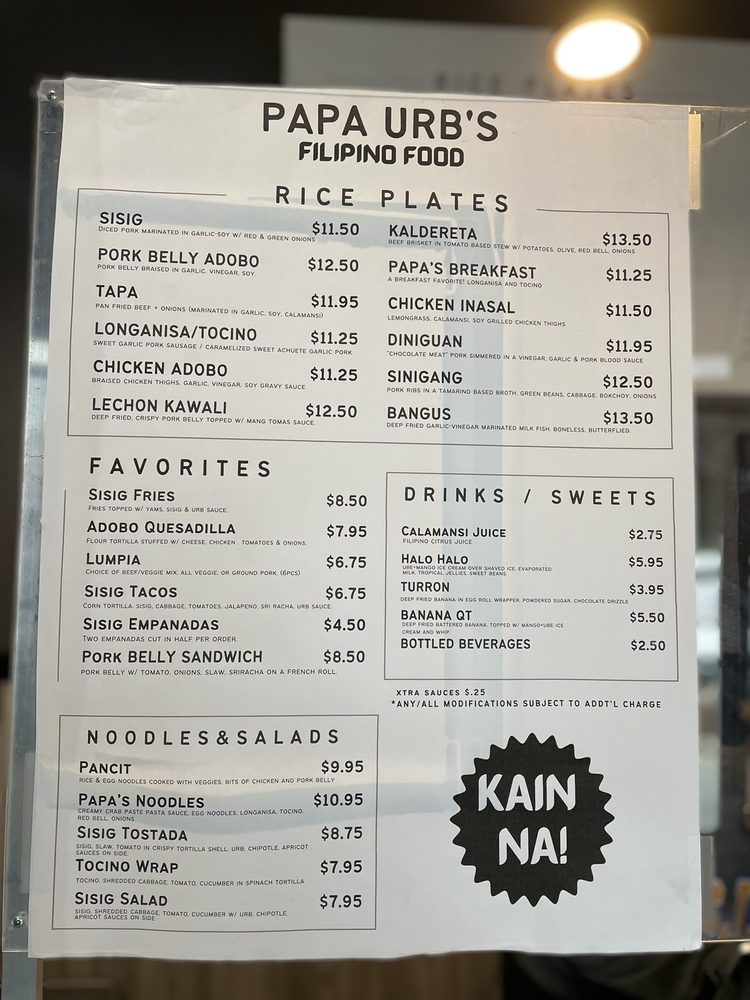 RICE PLATES
PAPA URB'S
FILIPINO FOOD
RICE PLATES
SISIG $11.50
DICED PORK MARINATED IN GARLIC-SOY W/ RED & GREEN ONIONS
PORK BELLY ADOBO $12.50
PORK BELLY BRAISED IN GARLIC, VINEGAR, SOY.
TAPA $11.95
PAN FRIED BEEF + ONIONS (MARINATED IN GARLIC, SOY, CALAMANSI)
LONGANISA/TOCINO $11.25
SWEET GARLIC PORK SAUSAGE / CARAMELIZED SWEET ACHUETE GARLIC PORK
CHICKEN ADOBO $11.25
BRAISED CHICKEN THIGHS, GARLIC, VINEGAR, SOY GRAVY SAUCE
LECHON KAWALI $12.50
DEEP FRIED, CRISPY PORK BELLY TOPPED W/ MANG TOMAS SAUCE.
KALDERETA $13.50
BEEF BRISKET IN TOMATO BASED STEW W/ POTATOES, OLIVE, RED BELL, ONIONS
PAPA'S BREAKFAST $11.25
A BREAKFAST FAVORITE! LONGANISA AND TOCINO
CHICKEN INASAL $11.50
LEMONGRASS, CALAMANSI, SOY GRILLED CHICKEN THIGHS
DINIGUAN $11.95
"CHOCOLATE MEAT" PORK SIMMERED IN A VINEGAR, GARLIC & PORK BLOOD SAUCE
SINIGANG $12.50
PORK RIBS IN A TAMARIND BASED BROTH, GREEN BEANS, CABBAGE, BOKCHOY, ONIONS
BANGUS $13.50
DEEP FRIED GARLIC-VINEGAR MARINATED MILK FISH, BONELESS, BUTTERFLIED.
FAVORITES
SISIG FRIES $8.50
FRIES TOPPED W/ YAMS, SISIG & URB SAUCE.
ADOBO QUESADILLA $7.95
FLOUR TORTILLA STUFFED W/ CHEESE, CHICKEN , TOMATOES & ONIONS.
LUMPIA $6.75
CHOICE OF BEEF/VEGGIE MIX, ALL VEGGIE, OR GROUND PORK. (6PCS)
SISIG TACOS $6.75
CORN TORTILLA, SISIG, CABBAGE, TOMATOES, JALAPENO, SRI RACHA, URB SAUCE.
SISIG EMPANADAS $4.50
TWO EMPANADAS CUT IN HALF PER ORDER.
PORK BELLY SANDWICH $8.50
PORK BELLY W/ TOMATO, ONIONS, SLAW, SRIRACHA ON A FRENCH ROLL.
DRINKS / SWEETS
CALAMANSI JUICE $2.75
FILIPINO CITRUS JUICE
HALO HALO $5.95
UBE+MANGO ICE CREAM OVER SHAVED ICE, EVAPORATED
MILK, TROPICAL JELLIES, SWEET BEANS.
TURRON $3.95
DEEP FRIED BANANA IN EGG ROLL WRAPPER, POWDERED SUGAR, CHOCOLATE DRIZZLE
BANANA QT $5.50
DEEP FRIED BATTERED BANANA, TOPPED W/ MANGO+UBE ICE
CREAM AND WHIP.
BOTTLED BEVERAGES $2.50
XTRA SAUCES $.25
*ANY/ALL MODIFICATIONS SUBJECT TO ADDT'L CHARGE
NOODLES&SALADS
PANCIT $9.95
RICE & EGG NOODLES COOKED WITH VEGGIES, BITS OF CHICKEN AND PORK BELLY
PAPA'S NOODLES $10.95
CREAMY CRAB PASTE PASTA SAUCE, EGG NOODLES, LONGANISA, TOCINO,
RED BELL, ONIONS
SISIG TOSTADA $8.75
SISIG, SLAW, TOMATO IN CRISPY TORTILLA SHELL, URB, CHIPOTLE, APRICOT
SAUCES ON SIDE.
TOCINO WRAP $7.95
TOCINO, SHREDDED CABBAGE, TOMATO, CUCUMBER IN SPINACH TORTILLA
SISIG SALAD $7.95
SISIG, SHREDDED CABBAGE, TOMATO, CUCUMBER W/ URB, CHIPOTLE,
APRICOT SAUCES ON SIDE
KAIN
NA!